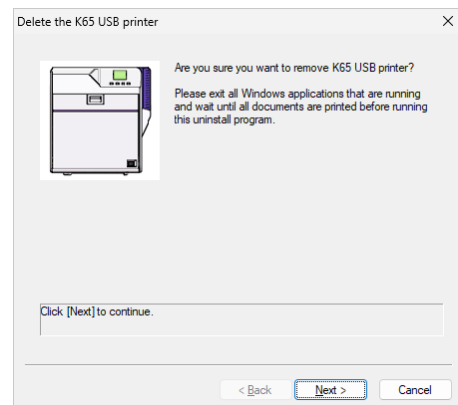 Delete the K65 USB printer
Are you sure you want to remove K65 USB printer?
Please exit all Windows applications that are running
and wait until all documents are printed before running
this uninstall program.
Click [Next] to continue.
< Back
Next >
Cancel